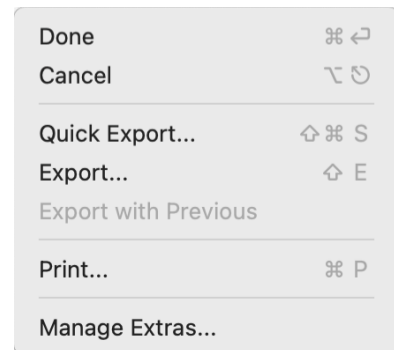 Done ⌘ ↩
Cancel ⌥ ⎋
Quick Export... ⇧ ⌘ S
Export... ⇧ E
Export with Previous
Print... ⌘ P
Manage Extras...